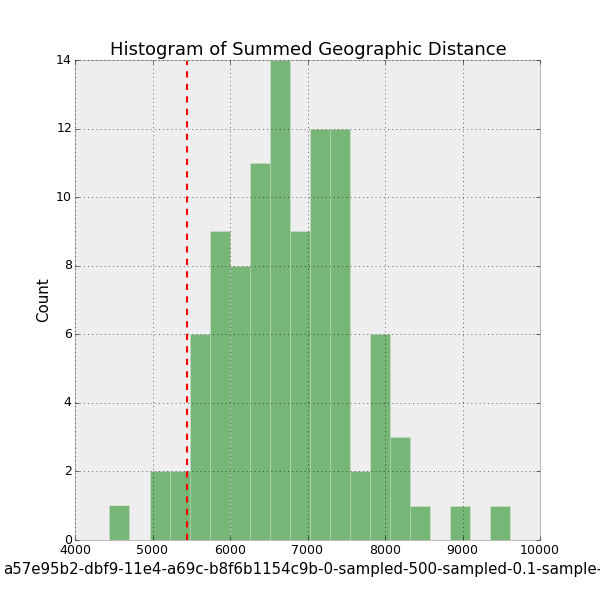 Histogram of Summed Geographic Distance
14
12
10
8
6
4
2
0
Count
4000 5000 6000 7000 8000 9000 10000
a57e95b2-dbf9-11e4-a69c-b8f6b1154c9b-0-sampled-500-sampled-0.1-sample-